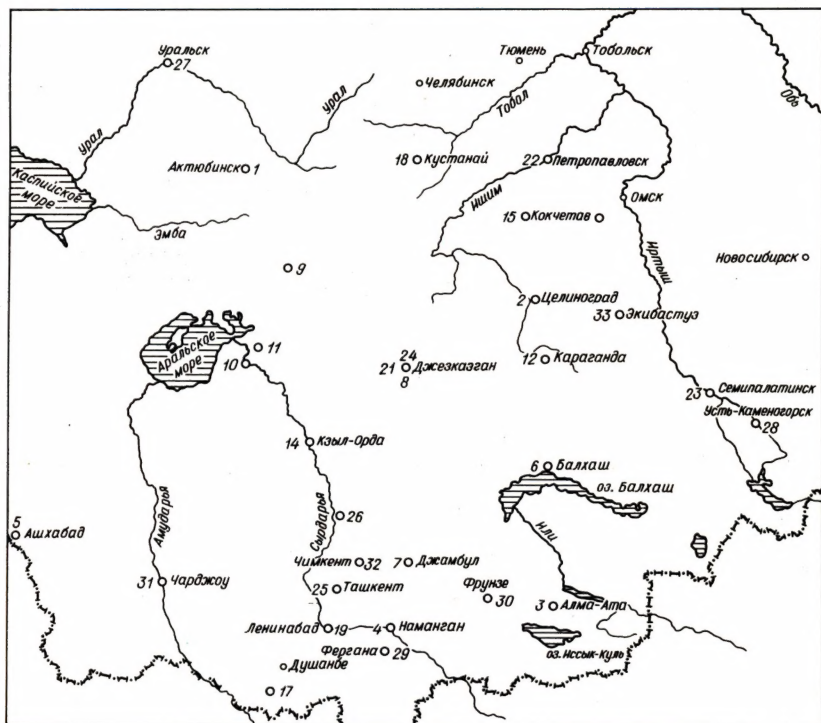 Уральск
27
Тюмень
Тобольск
Челябинск
Обь
Урал
Урал
Тобол
Актюбинск 1
18 Кустанай
22 Петропавловск
Каспийское
море
Ишим
Омск
Эмба
15 Кокчетав
Иртыш
Новосибирск
9
2 Целиноград
33 Экибастуз
Аральское
море
11
10
24
21 Джезказган
8
12 Караганда
23 Семипалатинск
Усть-Каменогорск
28
14 Кзыл-Орда
6 Балхаш
оз. Балхаш
Амударья
Сырдарья
26
Или
5
Ашхабад
Чимкент 32
7 Джамбул
31 Чарджоу
25 Ташкент
Фрунзе
30
3 Алма-Ата
Ленинабад 19
4 Наманган
Фергана
29
оз. Иссык-Куль
Душанбе
17